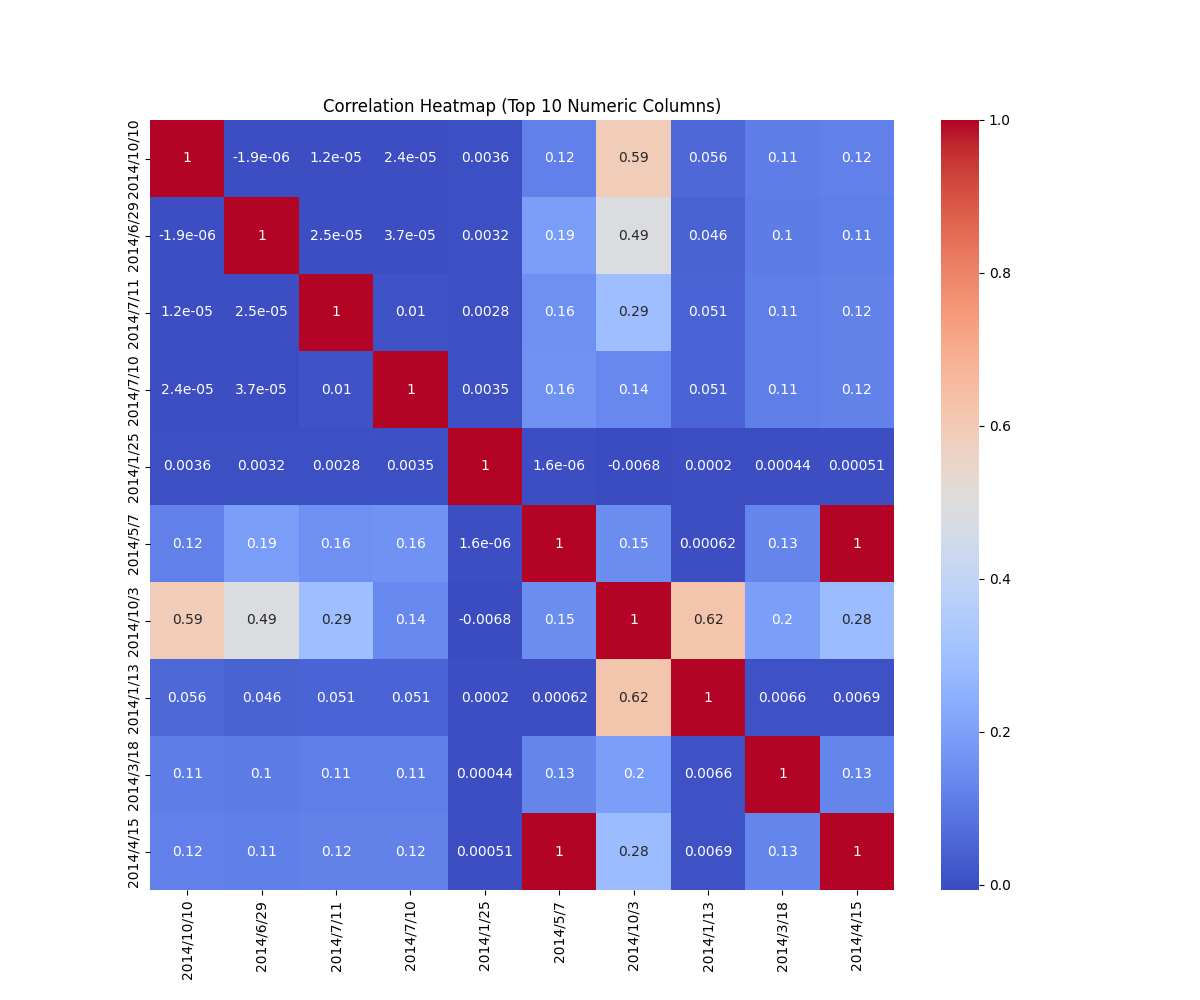 Correlation Heatmap (Top 10 Numeric Columns)
2014/10/10 1 -1.9e-06 1.2e-05 2.4e-05 0.0036 0.12 0.59 0.056 0.11 0.12
2014/6/29 -1.9e-06 1 2.5e-05 3.7e-05 0.0032 0.19 0.49 0.046 0.1 0.11
2014/7/11 1.2e-05 2.5e-05 1 0.01 0.0028 0.16 0.29 0.051 0.11 0.12
2014/7/10 2.4e-05 3.7e-05 0.01 1 0.0035 0.16 0.14 0.051 0.11 0.12
2014/1/25 0.0036 0.0032 0.0028 0.0035 1 1.6e-06 -0.0068 0.0002 0.00044 0.00051
2014/5/7 0.12 0.19 0.16 0.16 1.6e-06 1 0.15 0.00062 0.13 1
2014/10/3 0.59 0.49 0.29 0.14 -0.0068 0.15 1 0.62 0.2 0.28
2014/1/13 0.056 0.046 0.051 0.051 0.0002 0.00062 0.62 1 0.0066 0.0069
2014/3/18 0.11 0.1 0.11 0.11 0.00044 0.13 0.2 0.0066 1 0.13
2014/4/15 0.12 0.11 0.12 0.12 0.00051 1 0.28 0.0069 0.13 1
2014/10/10 2014/6/29 2014/7/11 2014/7/10 2014/1/25 2014/5/7 2014/10/3 2014/1/13 2014/3/18 2014/4/15
1.0
0.8
0.6
0.4
0.2
0.0